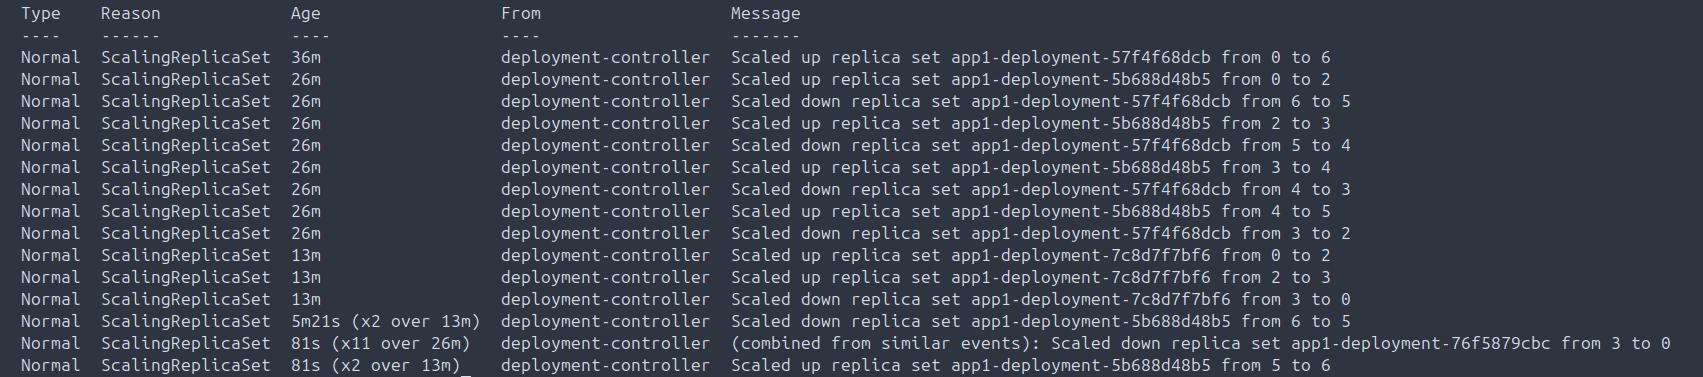 Type    Reason             Age                  From                   Message
----    ------             ----                 ----                   -------
Normal  ScalingReplicaSet  36m                  deployment-controller  Scaled up replica set app1-deployment-57f4f68dcb from 0 to 6
Normal  ScalingReplicaSet  26m                  deployment-controller  Scaled up replica set app1-deployment-5b688d48b5 from 0 to 2
Normal  ScalingReplicaSet  26m                  deployment-controller  Scaled down replica set app1-deployment-57f4f68dcb from 6 to 5
Normal  ScalingReplicaSet  26m                  deployment-controller  Scaled up replica set app1-deployment-5b688d48b5 from 2 to 3
Normal  ScalingReplicaSet  26m                  deployment-controller  Scaled down replica set app1-deployment-57f4f68dcb from 5 to 4
Normal  ScalingReplicaSet  26m                  deployment-controller  Scaled up replica set app1-deployment-5b688d48b5 from 3 to 4
Normal  ScalingReplicaSet  26m                  deployment-controller  Scaled down replica set app1-deployment-57f4f68dcb from 4 to 3
Normal  ScalingReplicaSet  26m                  deployment-controller  Scaled up replica set app1-deployment-5b688d48b5 from 4 to 5
Normal  ScalingReplicaSet  26m                  deployment-controller  Scaled down replica set app1-deployment-57f4f68dcb from 3 to 2
Normal  ScalingReplicaSet  13m                  deployment-controller  Scaled up replica set app1-deployment-7c8d7f7bf6 from 0 to 2
Normal  ScalingReplicaSet  13m                  deployment-controller  Scaled up replica set app1-deployment-7c8d7f7bf6 from 2 to 3
Normal  ScalingReplicaSet  13m                  deployment-controller  Scaled down replica set app1-deployment-7c8d7f7bf6 from 3 to 0
Normal  ScalingReplicaSet  5m21s (x2 over 13m)  deployment-controller  Scaled down replica set app1-deployment-5b688d48b5 from 6 to 5
Normal  ScalingReplicaSet  81s (x11 over 26m)   deployment-controller  (combined from similar events): Scaled down replica set app1-deployment-76f5879cbc from 3 to 0
Normal  ScalingReplicaSet  81s (x2 over 13m)    deployment-controller  Scaled up replica set app1-deployment-5b688d48b5 from 5 to 6